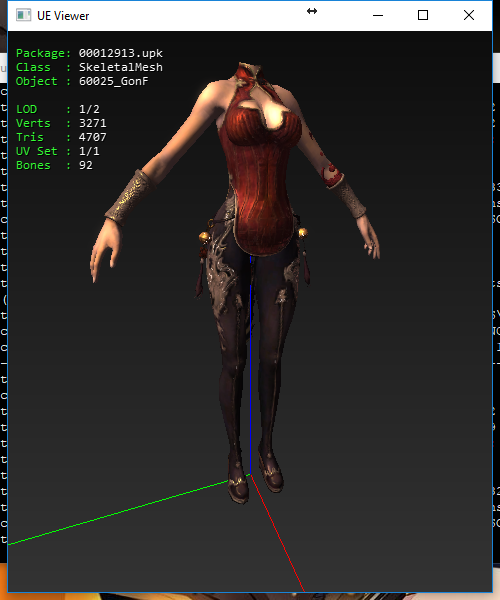 UE Viewer
Package: 00012913.upk
Class : SkeletalMesh
Object : 60025_GonF
LOD : 1/2
Verts : 3271
Tris : 4707
UV Set : 1/1
Bones : 92